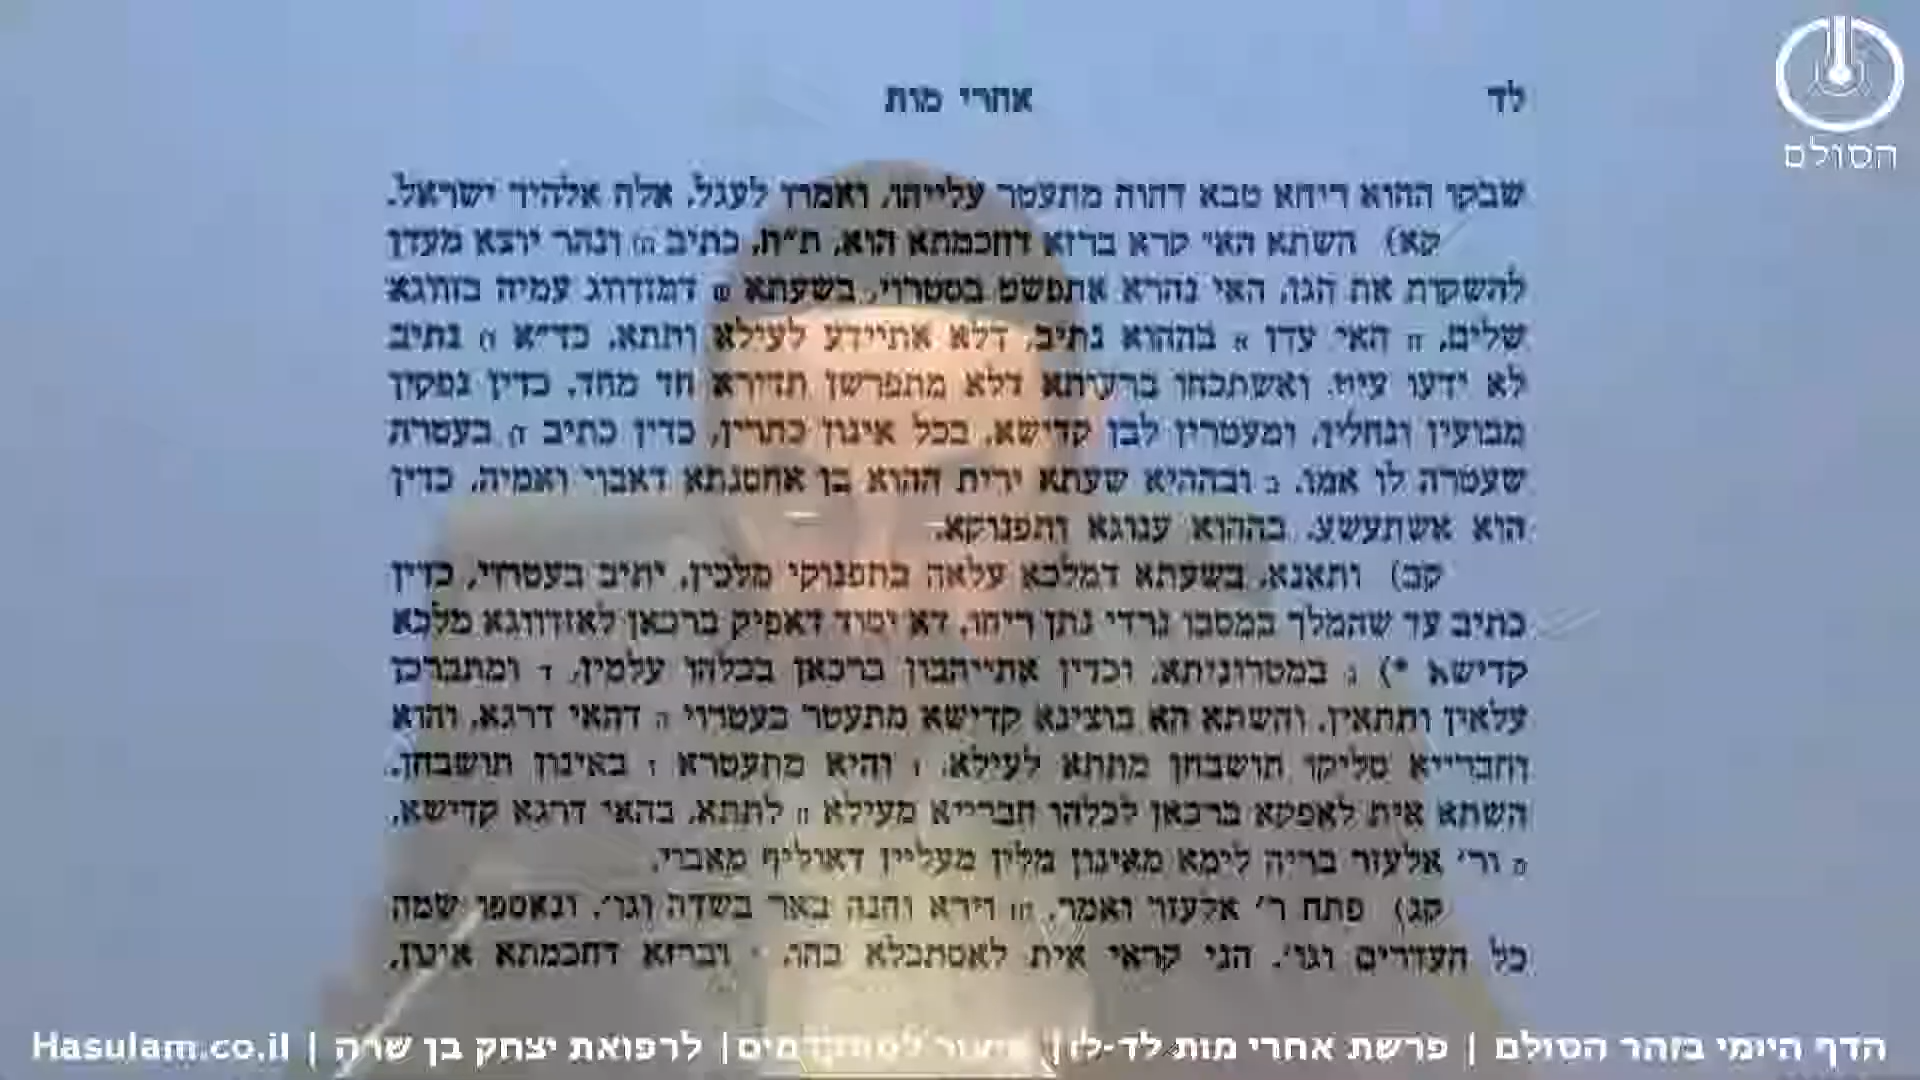 הסולם
לד
אחרי מות
שבקו ההוא ריחא טבא דהוה מתעטר עלייהו, ואמרו לעגל, אלה אלהיך ישראל.
קא) השתא האי קרא ברזא דחכמתא הוא, ת״ח, כתיב ונהר יוצא מעדן
להשקות את הגן, האי נהרא אתפשט בסטרוי, בשעתא דמזדווג עמיה בזווגא
שלים, האי עדן בההוא נתיב, דלא אתיידע לעילא ותתא, כד״א נתיב
לא ידעו עיט, ואשתכחו ברעותא דלא מתפרשן תדירא חד מחד, כדין נפקין
מבועין ונחלין, ומעטרין לבן קדישא, בכל אינון כתרין, כדין כתיב בעטרה
שעטרה לו אמו, ובההיא שעתא ירית ההוא בן אחסנתא דאבוי ואמיה, כדין
הוא אשתעשע, בההוא ענוגא ותפנוקא.
קב) ותאנא, בשעתא דמלכא עלאה בתפנוקי מלכין, יתיב בעטרוי, כדין
כתיב עד שהמלך במסבו נרדי נתן ריחו, דא יסוד דאפיק ברכאן לאזדווגא מלכא
קדישא *) במטרוניתא, וכדין אתייהבון ברכאן בכלהו עלמין, ומתברכן
עלאין ותתאין, והשתא הא בוצינא קדישא מתעטר בעטרוי דהאי דרגא, והוא
וחברייא סליקו תושבחן מתתא לעילא, והיא מתעטרא באינון תושבחן,
השתא אית לאפקא ברכאן לכלהו חברייא מעילא לתתא, בהאי דרגא קדישא,
ור׳ אלעזר בריה לימא מאינון מלין מעליין דאוליף מאבוי.
קג) פתח ר׳ אלעזר ואמר, וירא והנה באר בשדה וגו׳, ונאספו שמה
כל העדרים וגו׳, הני קראי אית לאסתכלא בהו, וברזא דחכמתא אינון,
הדף היומי בזהר הסולם | פרשת אחרי מות לד-לו | שיעור למתקדמים | לרפואת יצחק בן שרה | Hasulam.co.il